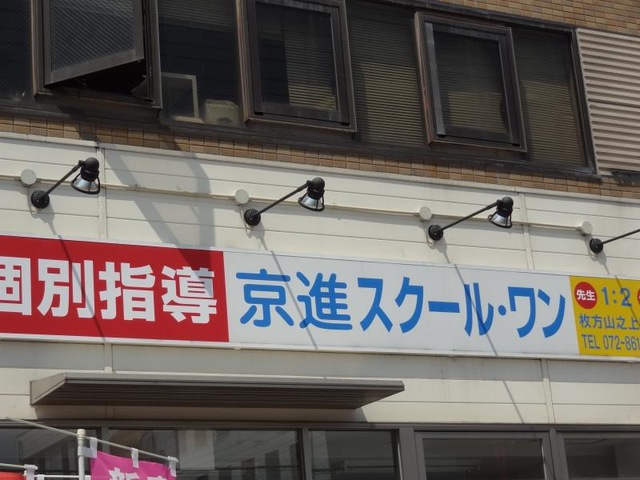 個別指導 京進スクール・ワン
先生 1:2
枚方山之上
TEL 072-861